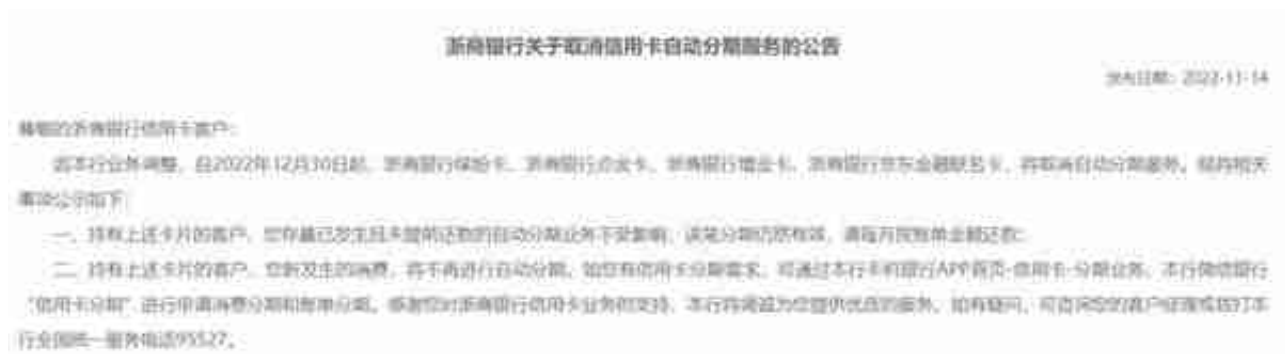 浙商银行关于取消信用卡自动分期服务的公告
发布日期：2022-11-14
尊敬的浙商银行信用卡客户：
因本行业务调整，自2022年12月30日起，浙商银行 卡、浙商银行点 卡、浙商银行增金卡、浙商银行京东金融联名卡，将取消自动分期服务。现将相关
事项公示如下：
一、持有上述卡片的客户，您存量已发生且未提前还款的自动分期业务不受影响，该笔分期仍然有效，请每月按账单金额还款；
二、持有上述卡片的客户，您新发生的消费，将不再进行自动分期。如您有信用卡分期需求，可通过本行手机银行APP首页-信用卡-分期业务、本行微信银行
“信用卡分期”进行申请消费分期和账单分期。感谢您对浙商银行信用卡业务的支持，本行将竭诚为您提供优质的服务。如有疑问，可咨询您的客户经理或拨打本
行全国统一服务电话95527。